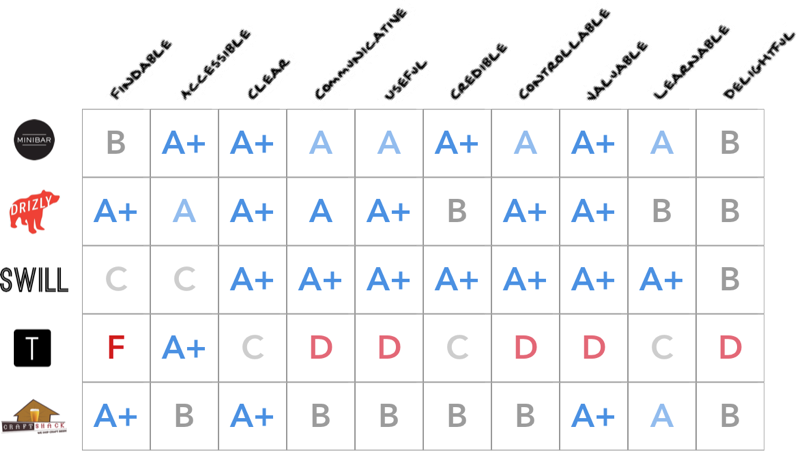 FINDABLE ACCESSIBLE CLEAR COMMUNICATIVE USEFUL CREDIBLE CONTROLLABLE VALUABLE LEARNABLE DELIGHTFUL
MINIBAR B A+ A+ A A A+ A A+ A B
DRIZLY A+ A A+ A A+ B A+ A+ B B
SWILL C C A+ A+ A+ A+ A+ A+ A+ B
T F A+ C D D C D D C D
CRAFTSHACK A+ B A+ B B B B A+ A B